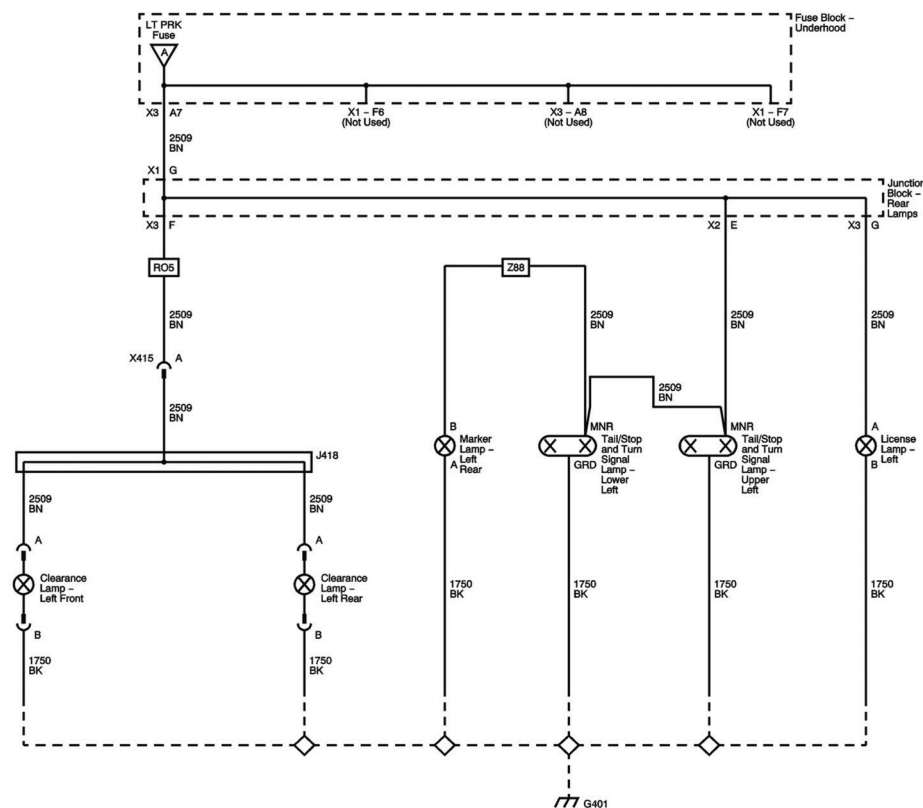 LT PRK
Fuse
A
Fuse Block –
Underhood
X3 A7
X1 – F6
(Not Used)
X3 – A8
(Not Used)
X1 – F7
(Not Used)
2509
BN
X1 G
Junction
Block –
Rear
Lamps
X3 F
X2 E
X3 G
RO5
Z88
2509
BN
2509
BN
2509
BN
2509
BN
X415 A
2509
BN
2509
BN
J418
B
Marker
Lamp –
Left
Rear
A
MNR
Tail/Stop
and Turn
Signal
Lamp –
Lower
Left
GRD
MNR
Tail/Stop
and Turn
Signal
Lamp –
Upper
Left
GRD
A
License
Lamp –
Left
B
2509
BN
2509
BN
A
A
Clearance
Lamp –
Left Front
Clearance
Lamp –
Left Rear
1750
BK
1750
BK
1750
BK
1750
BK
B
B
1750
BK
1750
BK
G401